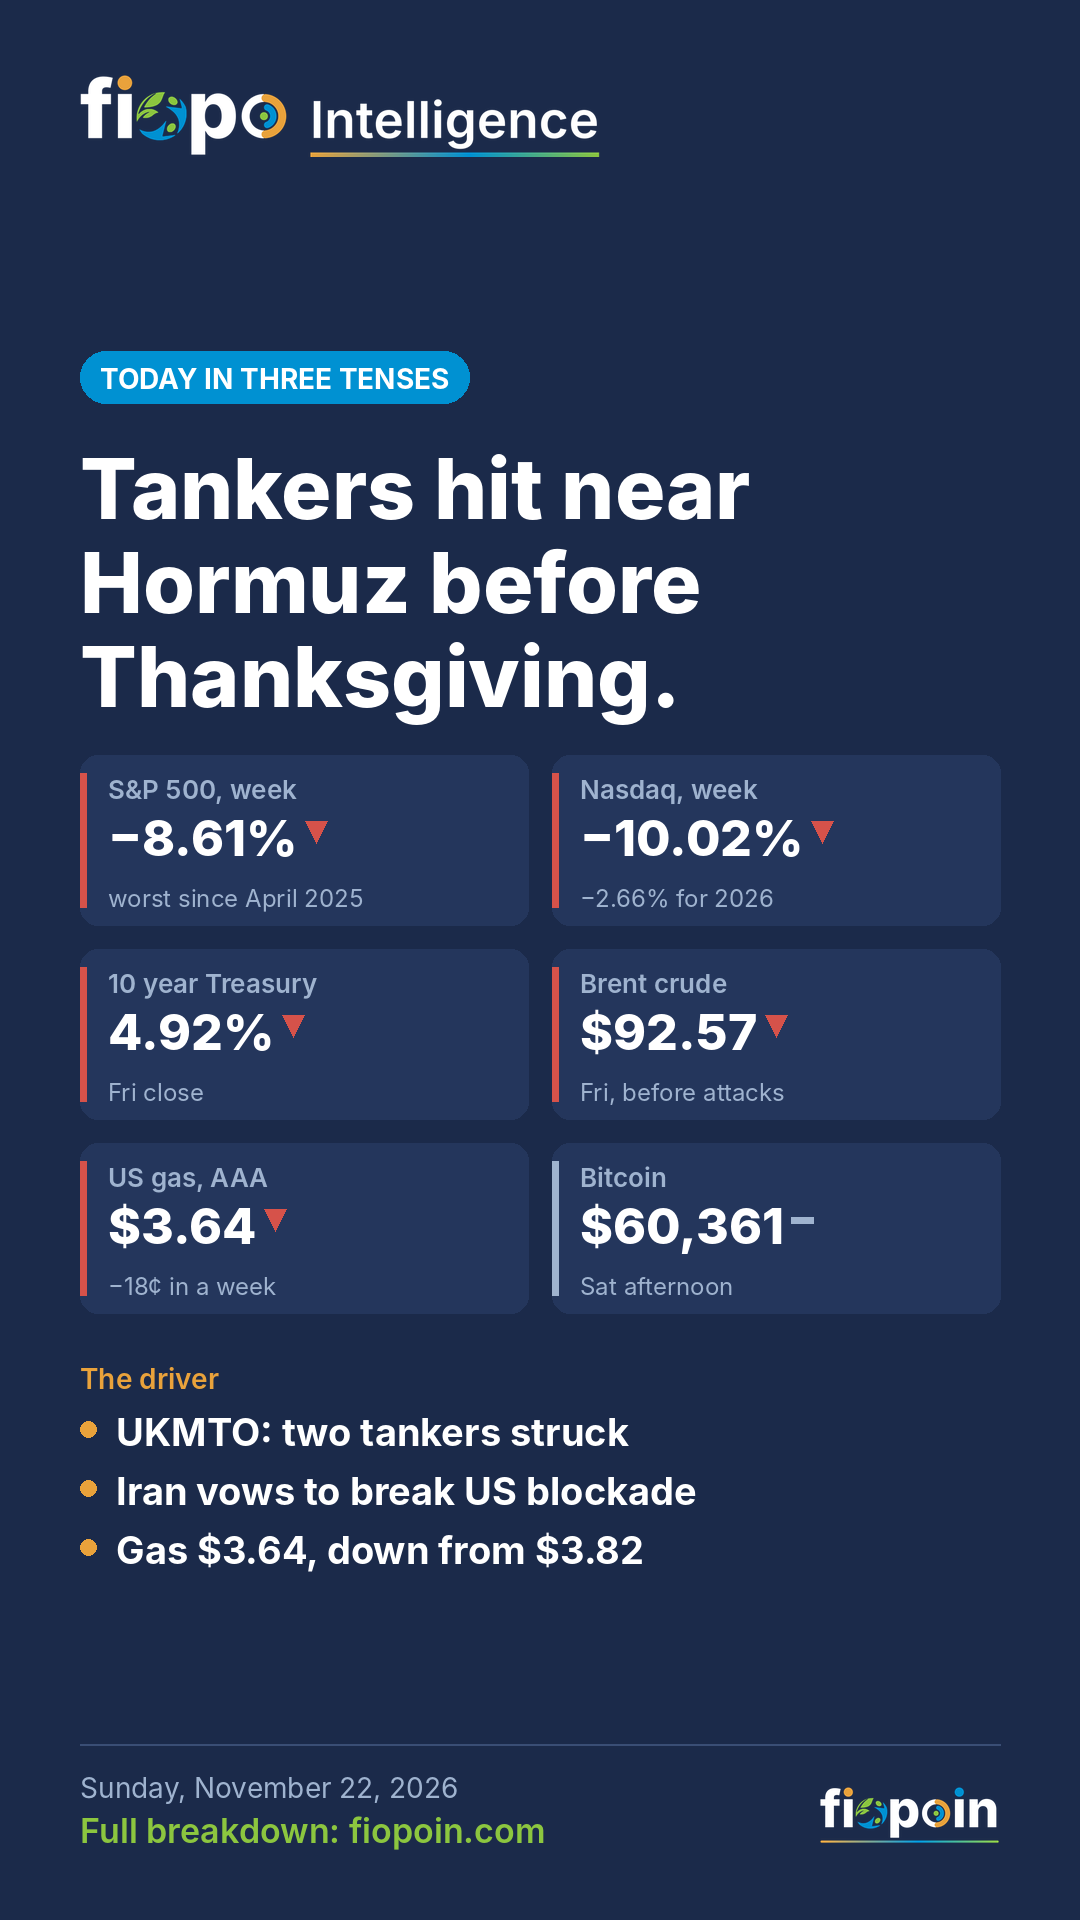 fiopo Intelligence
TODAY IN THREE TENSES
Tankers hit near
Hormuz before
Thanksgiving.
S&P 500, week
−8.61%
worst since April 2025
Nasdaq, week
−10.02%
−2.66% for 2026
10 year Treasury
4.92%
Fri close
Brent crude
$92.57
Fri, before attacks
US gas, AAA
$3.64
−18¢ in a week
Bitcoin
$60,361
Sat afternoon
The driver
UKMTO: two tankers struck
Iran vows to break US blockade
Gas $3.64, down from $3.82
Sunday, November 22, 2026
Full breakdown: fiopoin.com
fiopoin